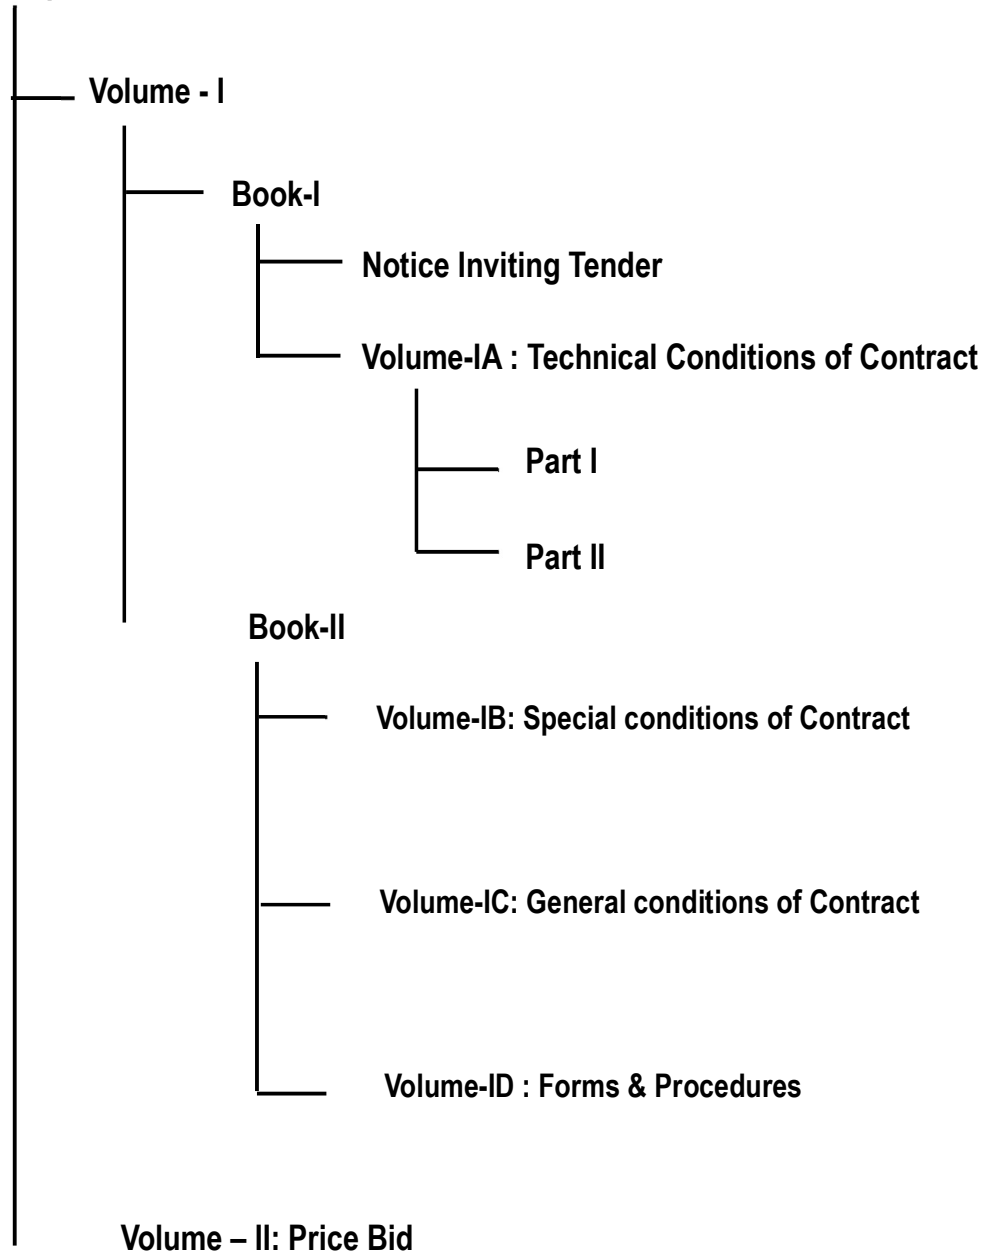 Volume - I
Book-I
Notice Inviting Tender
Volume-IA : Technical Conditions of Contract
Part I
Part II
Book-II
Volume-IB: Special conditions of Contract
Volume-IC: General conditions of Contract
Volume-ID : Forms & Procedures
Volume – II: Price Bid